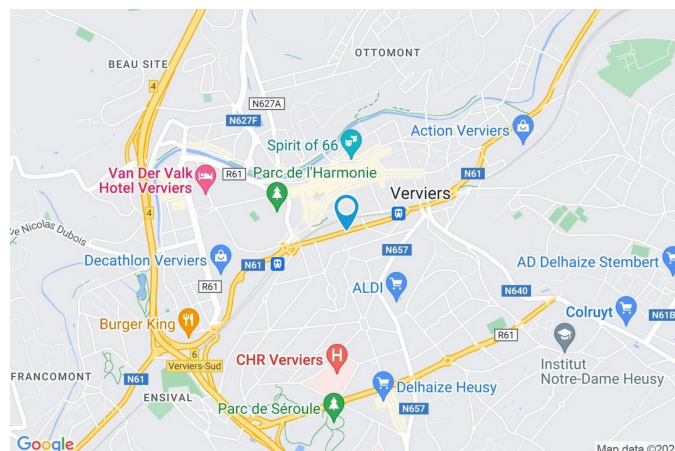 OTTOMONT
BEAU SITE
4
N627A
N627F
Spirit of 66
Action Verviers
Van Der Valk
Hotel Verviers
R61
Parc de l'Harmonie
N61
Verviers
4
ve Nicolas Dubois
N657
Decathlon Verviers
N61
AD Delhaize Stembert
R61
ALDI
N640
Colruyt
N61B
Burger King
R61
6
CHR Verviers
Verviers-Sud
Institut
Notre-Dame Heusy
FRANCOMONT
N61
Delhaize Heusy
ENSIVAL
Parc de Séroule
N657
Google
Map data ©202